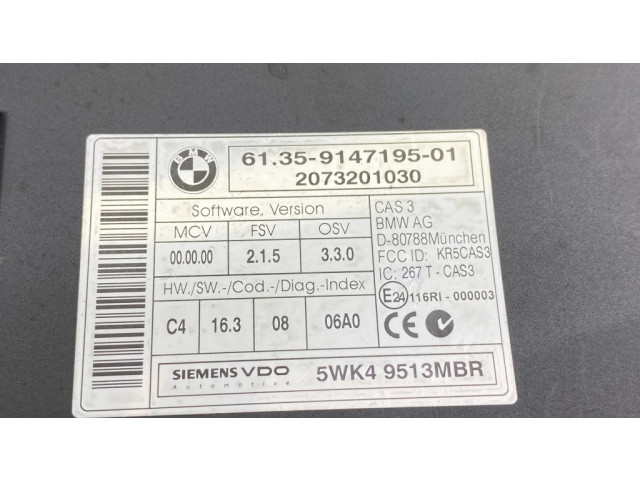 BMW
61.35-9147195-01
2073201030
Software, Version
MCV FSV OSV
00.00.00 2.1.5 3.3.0
HW./SW.-/Cod.-/Diag.-Index
C4 16.3 08 06A0
CAS 3
BMW AG
D-80788München
FCC ID: KR5CAS3
IC: 267 T - CAS3
E24 116RI - 000003
CE
SIEMENS VDO
Automotive
5WK4 9513MBR